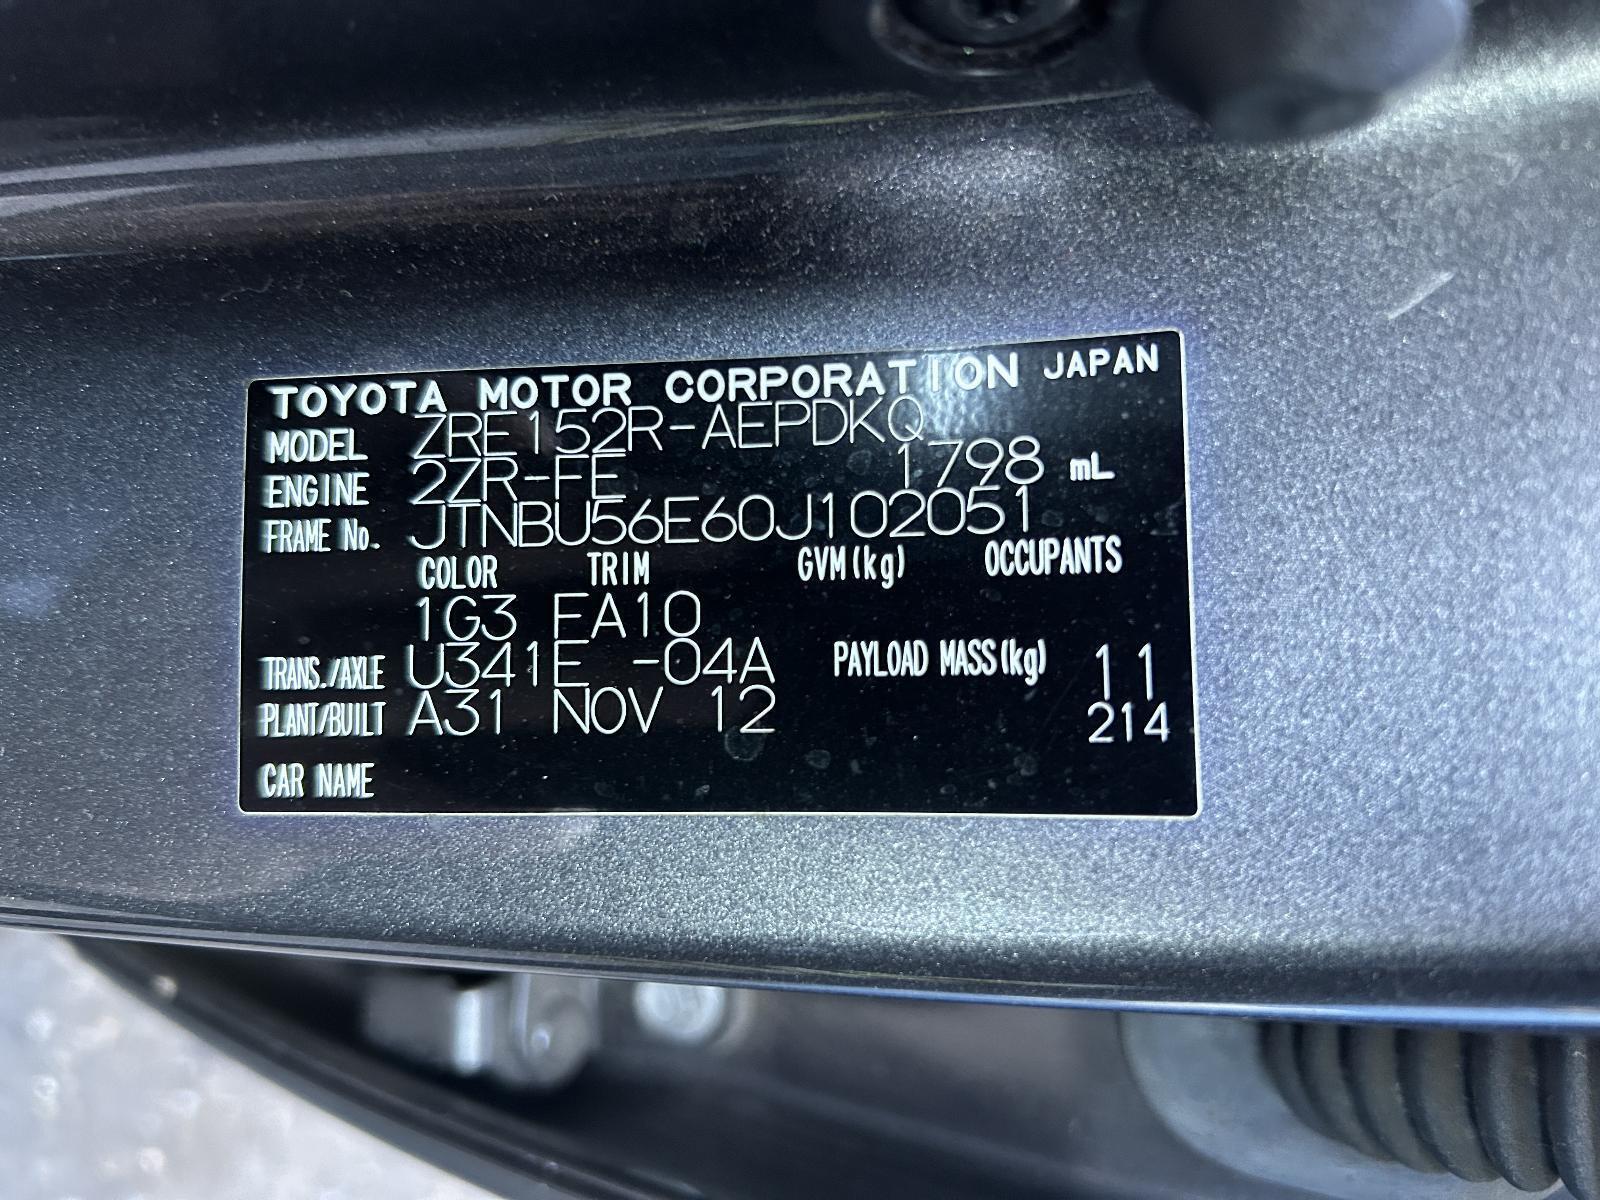 TOYOTA MOTOR CORPORATION JAPAN
MODEL ZRE152R-AEPDKQ
ENGINE 2ZR-FE 1798 mL
FRAME No. JTNBU56E60J102051
COLOR TRIM GVM(kg) OCCUPANTS
1G3 FA10
TRANS./AXLE U341E -04A PAYLOAD MASS(kg) 11
PLANT/BUILT A31 NOV 12 214
CAR NAME